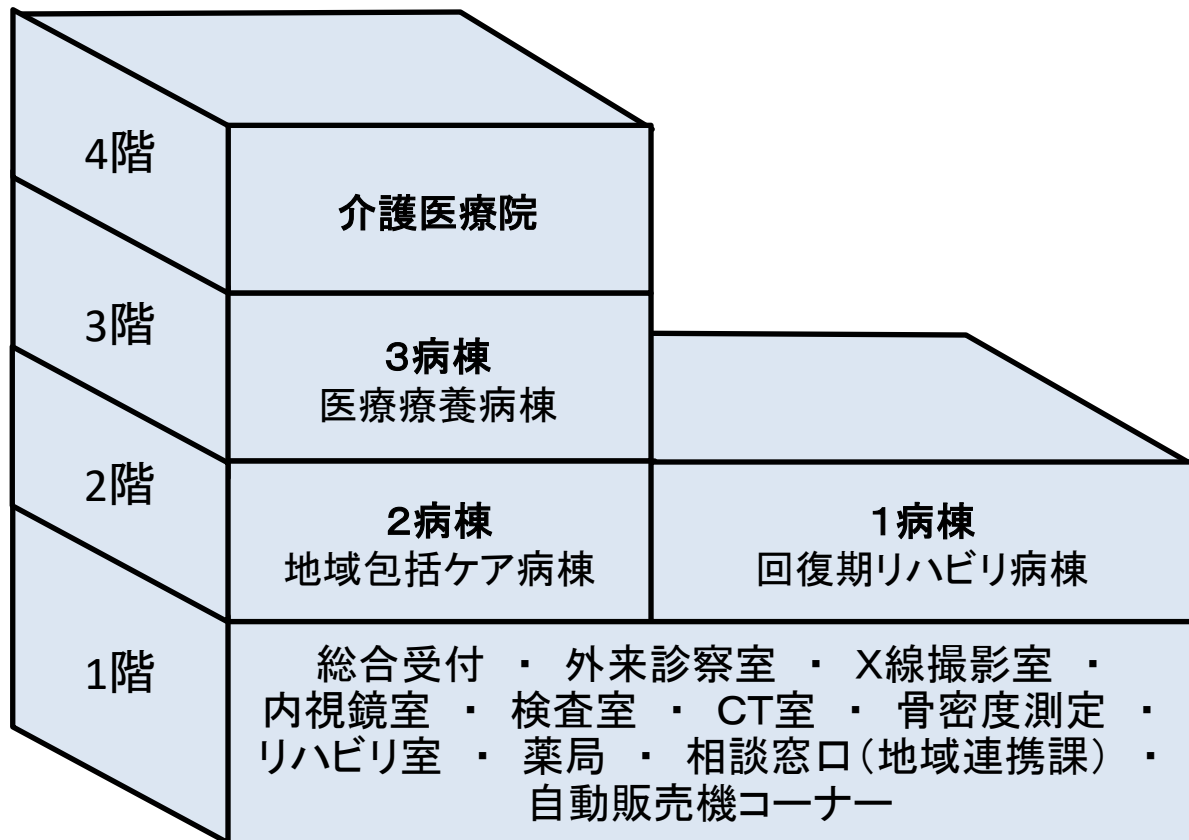 4階
介護医療院
3階
3病棟
医療療養病棟
2階
2病棟
地域包括ケア病棟
1病棟
回復期リハビリ病棟
1階
総合受付 ・ 外来診察室 ・ X線撮影室 ・
内視鏡室 ・ 検査室 ・ CT室 ・ 骨密度測定 ・
リハビリ室 ・ 薬局 ・ 相談窓口(地域連携課) ・
自動販売機コーナー